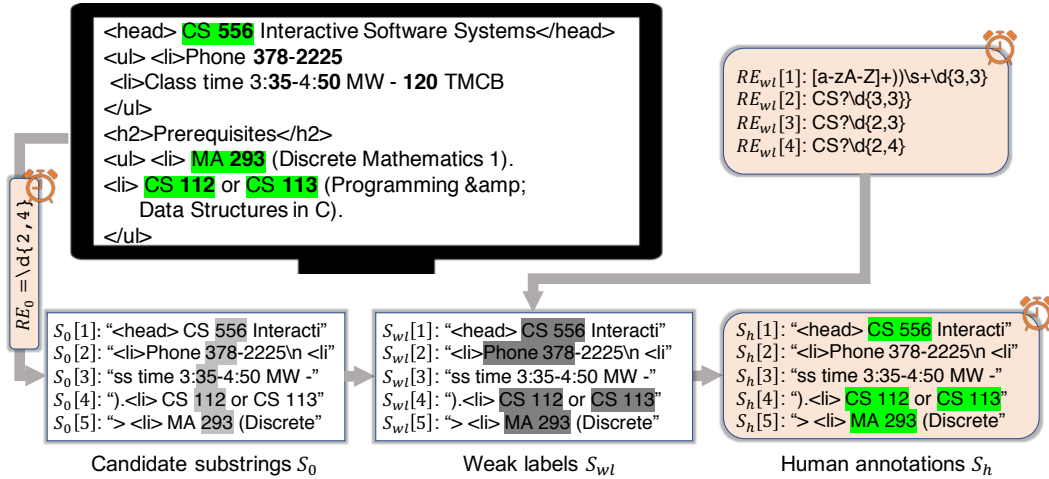 <head> CS 556 Interactive Software Systems</head>
<ul> <li>Phone 378-2225
<li>Class time 3:35-4:50 MW - 120 TMCB
</ul>
<h2>Prerequisites</h2>
<ul> <li> MA 293 (Discrete Mathematics 1).
<li> CS 112 or CS 113 (Programming &amp;
Data Structures in C).
</ul>
RE_wl[1]: [a-zA-Z]+))\s+\d{3,3}
RE_wl[2]: CS?\d{3,3}}
RE_wl[3]: CS?\d{2,3}
RE_wl[4]: CS?\d{2,4}
RE_0 =\d{2,4}
S_0[1]: “<head> CS 556 Interacti”
S_0[2]: “<li>Phone 378-2225\n <li”
S_0[3]: “ss time 3:35-4:50 MW -”
S_0[4]: “).<li> CS 112 or CS 113”
S_0[5]: “> <li> MA 293 (Discrete”
Candidate substrings S_0
S_wl[1]: “<head> CS 556 Interacti”
S_wl[2]: “<li>Phone 378-2225\n <li”
S_wl[3]: “ss time 3:35-4:50 MW -”
S_wl[4]: “).<li> CS 112 or CS 113”
S_wl[5]: “> <li> MA 293 (Discrete”
Weak labels S_wl
S_h[1]: “<head> CS 556 Interacti”
S_h[2]: “<li>Phone 378-2225\n <li”
S_h[3]: “ss time 3:35-4:50 MW -”
S_h[4]: “).<li> CS 112 or CS 113”
S_h[5]: “> <li> MA 293 (Discrete”
Human annotations S_h